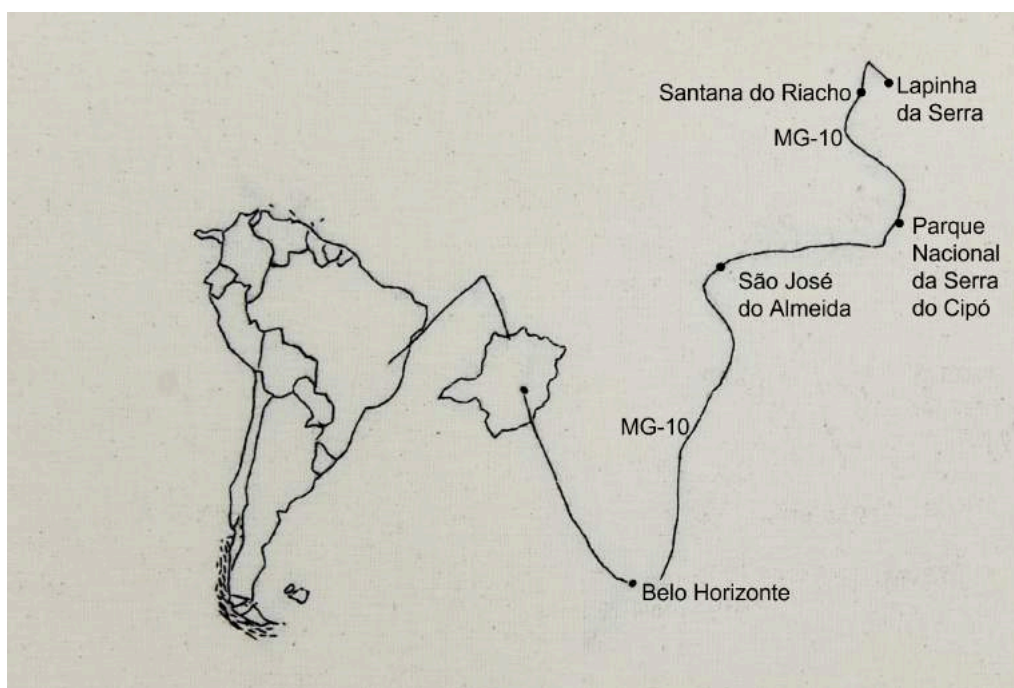 Santana do Riacho
Lapinha
da Serra
MG-10
Parque
Nacional
da Serra
do Cipó
São José
do Almeida
MG-10
Belo Horizonte